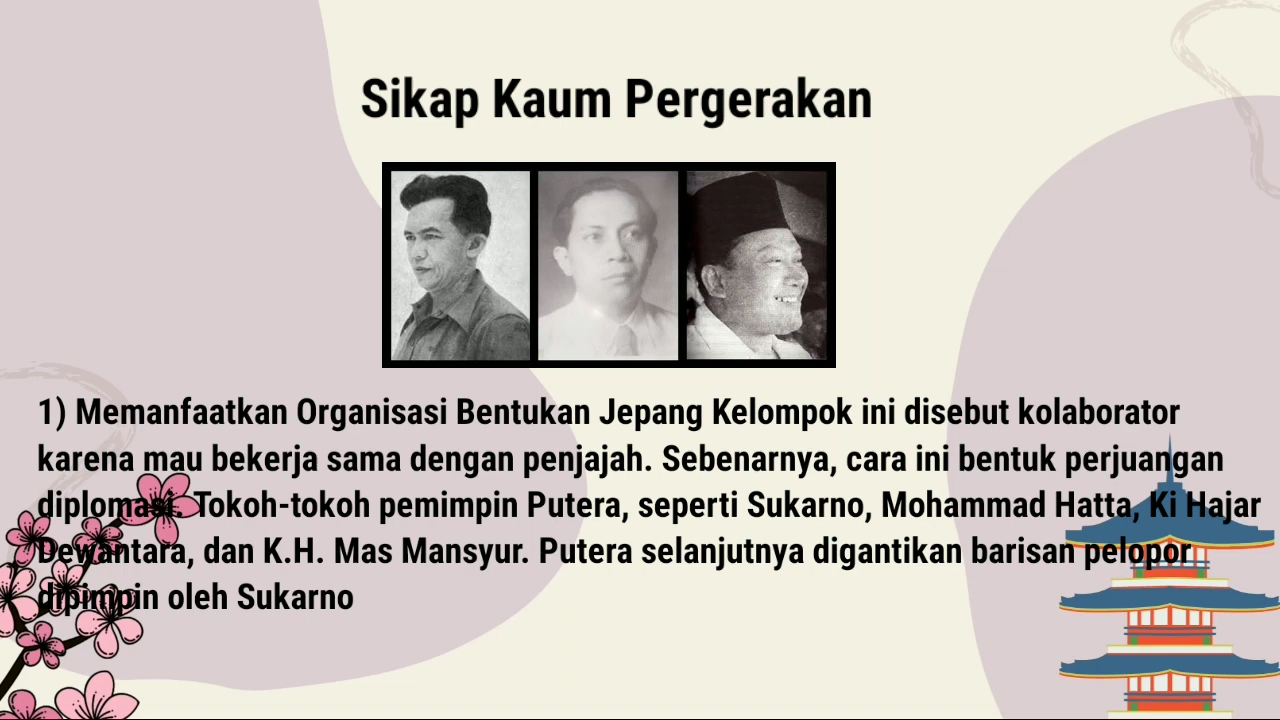 Sikap Kaum Pergerakan
1) Memanfaatkan Organisasi Bentukan Jepang Kelompok ini disebut kolaborator
karena mau bekerja sama dengan penjajah. Sebenarnya, cara ini bentuk perjuangan
diplomasi. Tokoh-tokoh pemimpin Putera, seperti Sukarno, Mohammad Hatta, Ki Hajar
Dewantara, dan K.H. Mas Mansyur. Putera selanjutnya digantikan barisan pelopor
dipimpin oleh Sukarno